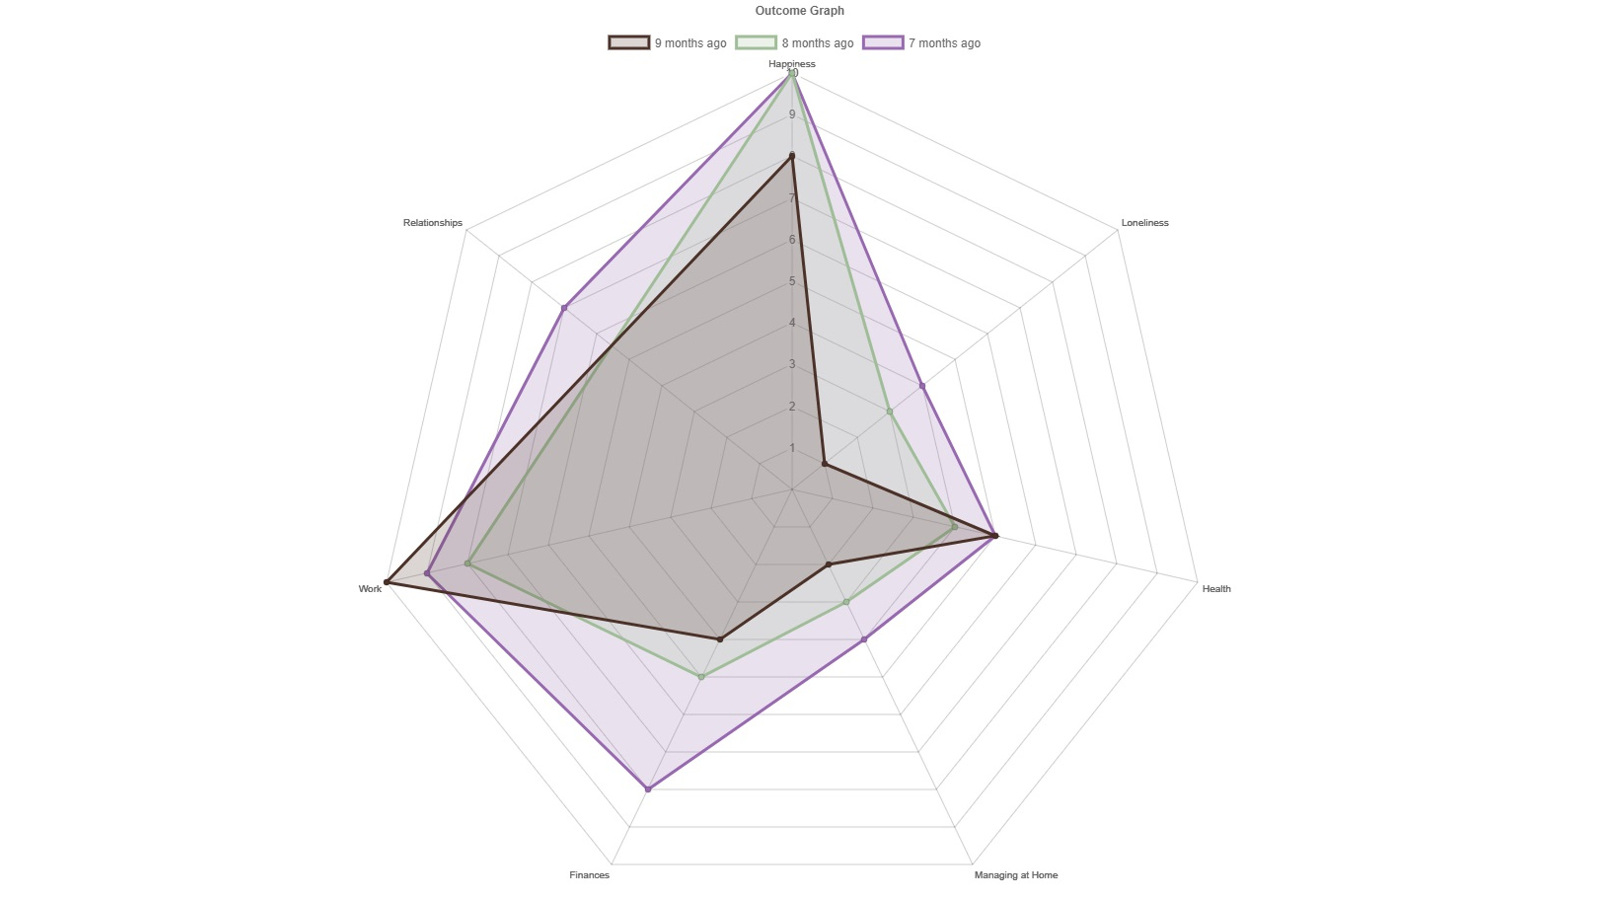 Outcome Graph
9 months ago 8 months ago 7 months ago
Happiness
10
9
8
7
6
5
4
3
2
1
Relationships
Loneliness
Work
Health
Finances
Managing at Home